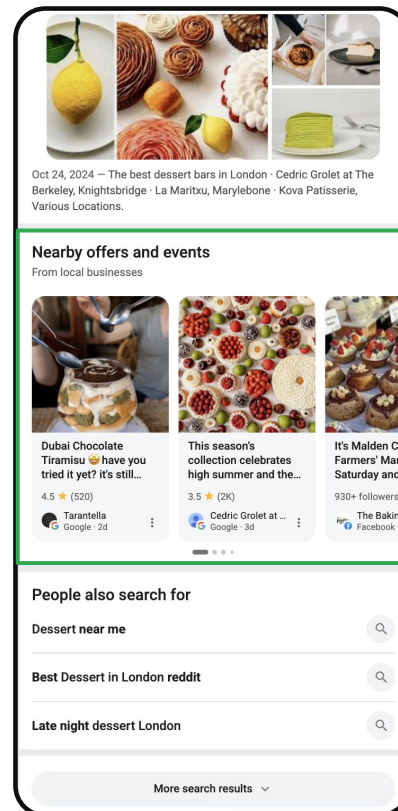 Oct 24, 2024 — The best dessert bars in London · Cedric Grolet at The
Berkeley, Knightsbridge · La Maritxu, Marylebone · Kova Patisserie,
Various Locations.
Nearby offers and events
From local businesses
Dubai Chocolate
Tiramisu 🤩 have you
tried it yet? it's still...
4.5 ★ (520)
Tarantella
Google · 2d
This season's
collection celebrates
high summer and the...
3.5 ★ (2K)
Cedric Grolet at ...
Google · 3d
It's Malden C
Farmers' Mar
Saturday and
930+ followers
The Bakin
Facebook
People also search for
Dessert near me
Best Dessert in London reddit
Late night dessert London
More search results